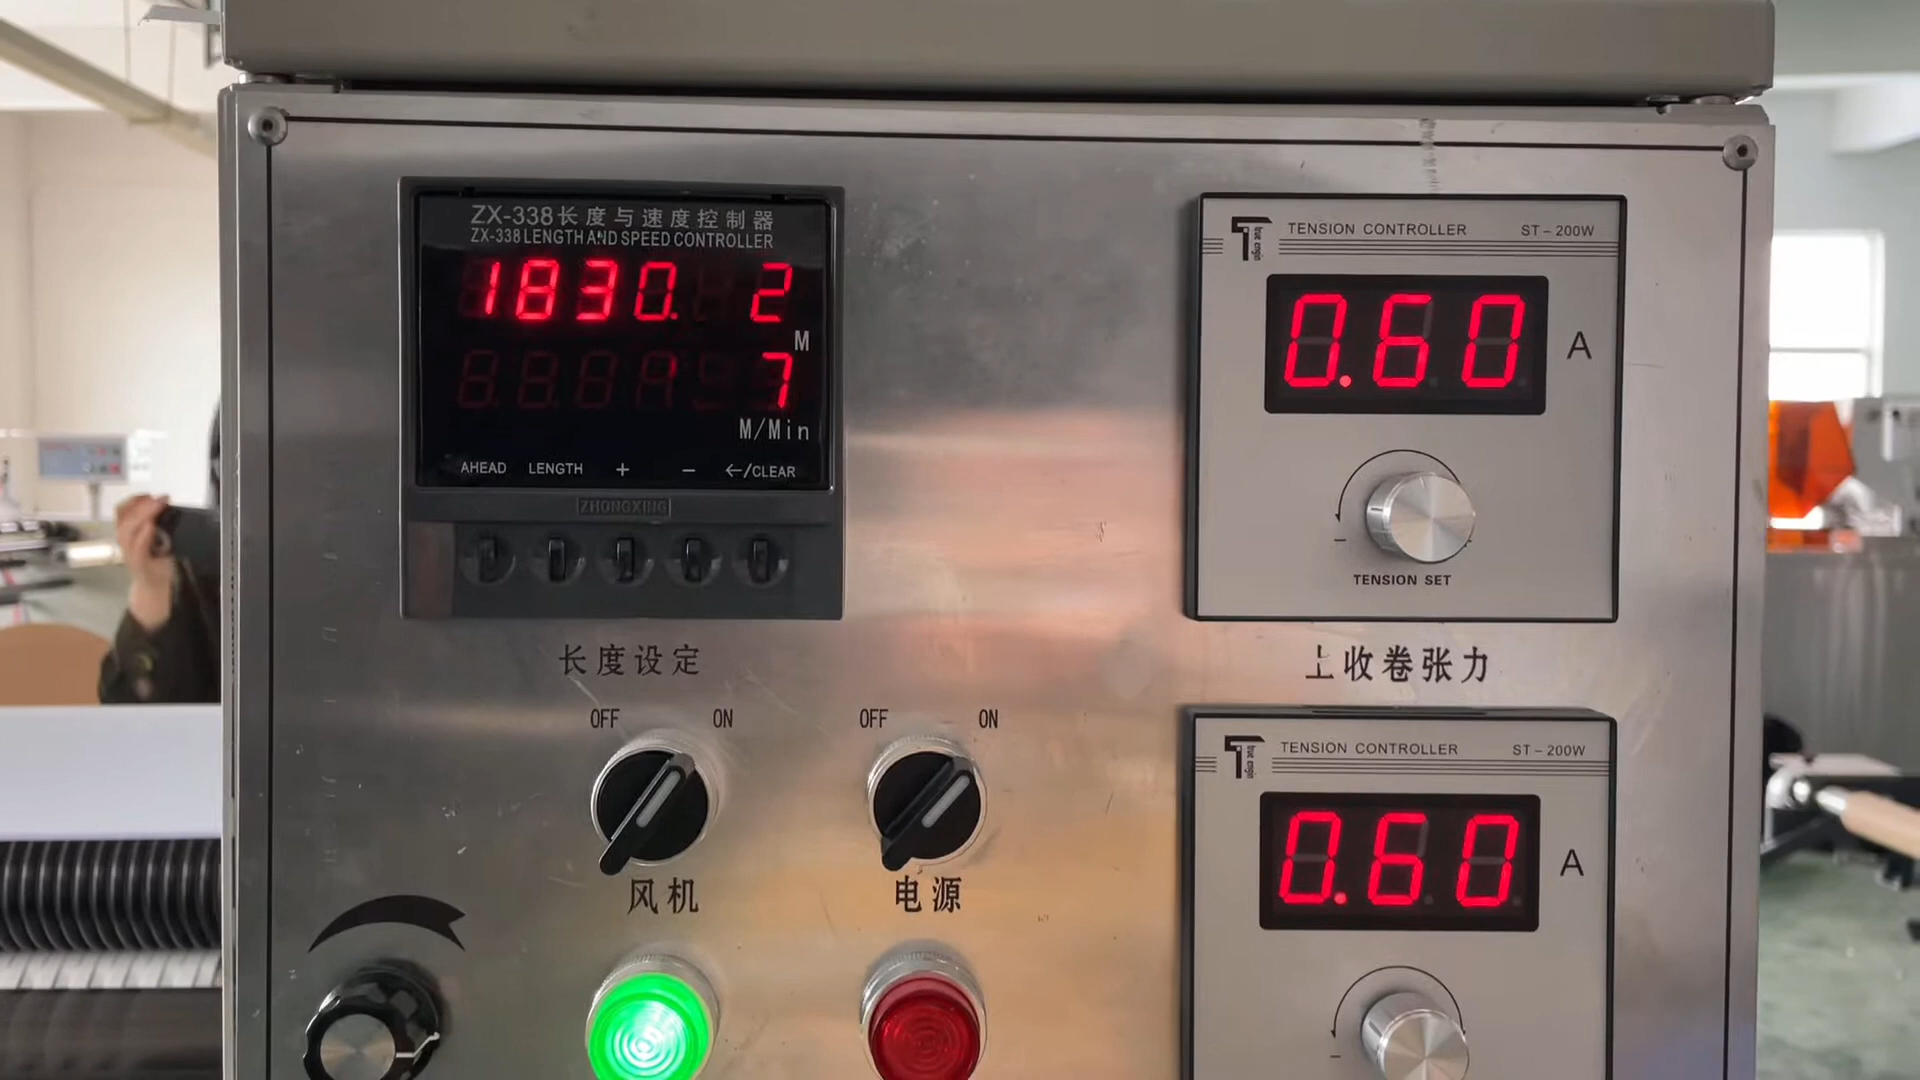 ZX-338长度与速度控制器
ZX-338 LENGTH AND SPEED CONTROLLER
1830. 2
M
7
M/Min
AHEAD LENGTH + - ←/CLEAR
ZHONGXING
长度设定
OFF ON
风机
OFF ON
电源
TENSION CONTROLLER ST-200W
0.60 A
-
TENSION SET
上收卷张力
TENSION CONTROLLER ST-200W
0.60 A
-